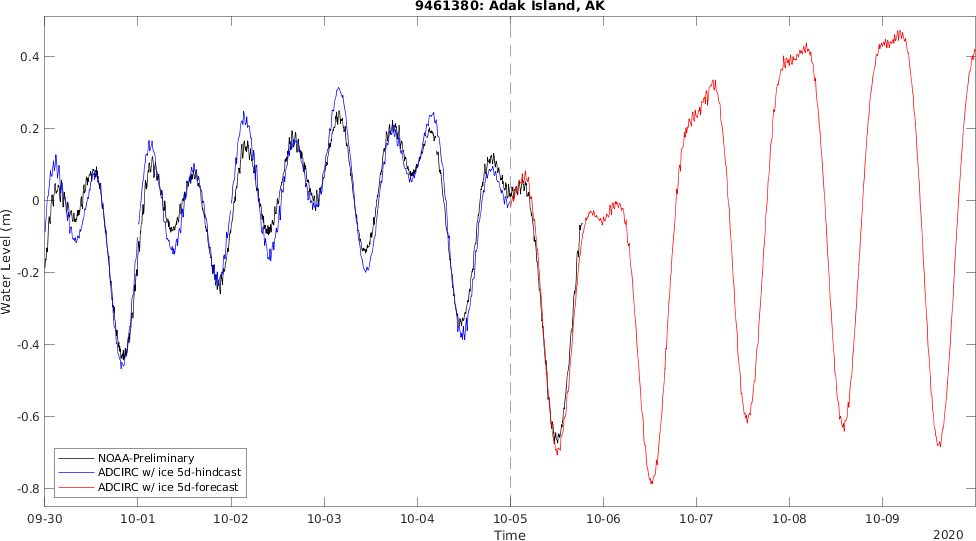 9461380: Adak Island, AK
Water Level (m)
0.4
0.2
0
-0.2
-0.4
-0.6
-0.8
NOAA-Preliminary
ADCIRC w/ ice 5d-hindcast
ADCIRC w/ ice 5d-forecast
09-30 10-01 10-02 10-03 10-04 10-05 10-06 10-07 10-08 10-09
Time
2020